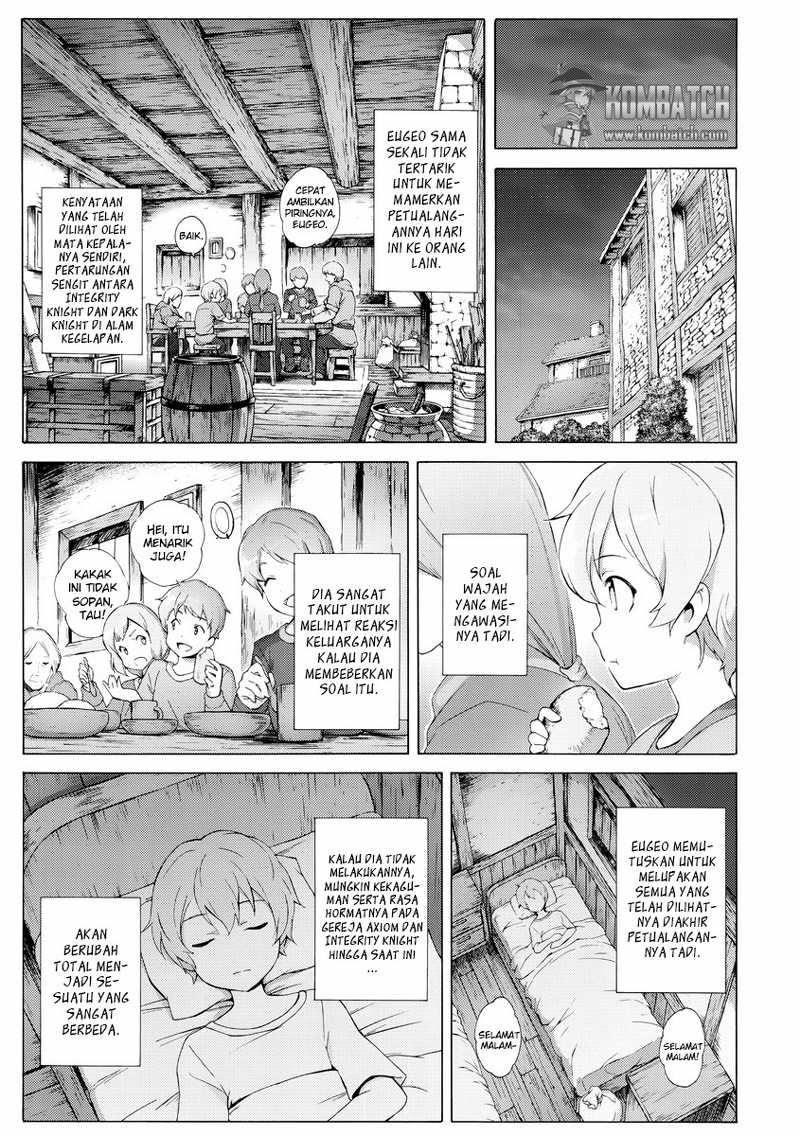 KOMBATCH
www.kombatch.com
EUGEO SAMA
SEKALI TIDAK
TERTARIK
UNTUK ME-
MAMERKAN
PETUALANG-
ANNYA HARI
INI KE ORANG
LAIN.
CEPAT
AMBILKAN
PIRINGNYA,
EUGEO.
BAIK.
KENYATAAN
YANG TELAH
DILIHAT OLEH
MATA KEPALA-
NYA SENDIRI,
PERTARUNGAN
SENGIT ANTARA
INTEGRITY
KNIGHT DAN DARK
KNIGHT DI ALAM
KEGELAPAN.
SOAL
WAJAH
YANG ME-
NGAWASI-
NYA TADI.
DIA SANGAT
TAKUT UNTUK
MELIHAT REAKSI
KELUARGANYA
KALAU DIA
MEMBEBERKAN
SOAL ITU.
HEI, ITU
MENARIK
JUGA!
KAKAK
INI TIDAK
SOPAN,
TAU!
EUGEO MEMU-
TUSKAN UNTUK
MELUPAKAN
SEMUA YANG
TELAH DILIHAT-
NYA DIAKHIR
PETUALANGAN-
NYA TADI.
SELAMAT
MALAM!
SELAMAT
MALAM~
KALAU DIA TIDAK
MELAKUKANNYA,
MUNGKIN KEKAGU-
MAN SERTA RASA
HORMATNYA PADA
GEREJA AXIOM DAN
INTEGRITY KNIGHT
HINGGA SAAT INI
...
AKAN
BERUBAH
TOTAL MEN-
JADI SE-
SUATU YANG
SANGAT
BERBEDA.